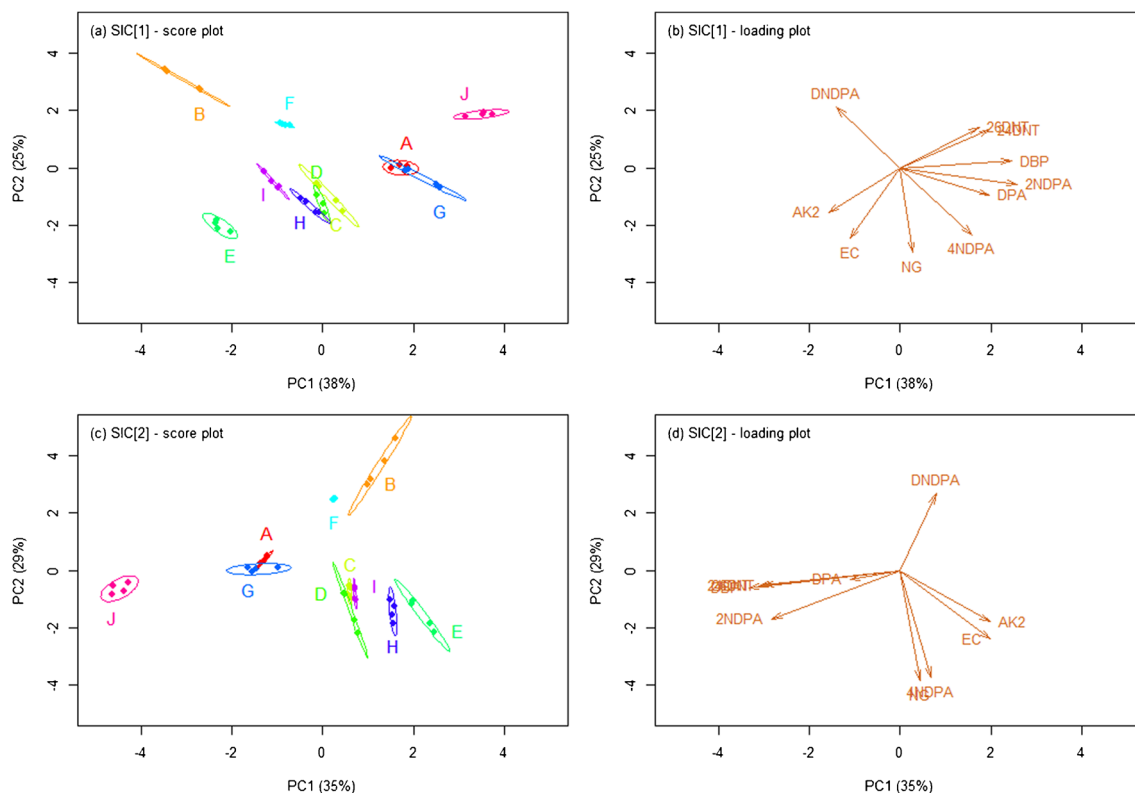 (a) SIC[1] - score plot
4
2
0
-2
-4
PC2 (25%)
B
F
J
A
D
I
H
C
G
E
-4 -2 0 2 4
PC1 (38%)
(b) SIC[1] - loading plot
4
2
0
-2
-4
PC2 (25%)
DNDPA
26DNT
24DNT
DBP
2NDPA
DPA
AK2
EC
NG
4NDPA
-4 -2 0 2 4
PC1 (38%)
(c) SIC[2] - score plot
4
2
0
-2
-4
PC2 (29%)
B
F
A
G
J
C
D
I
H
E
-4 -2 0 2 4
PC1 (35%)
(d) SIC[2] - loading plot
4
2
0
-2
-4
PC2 (29%)
DNDPA
DPA
2NDPA
AK2
EC
4NDPA
NG
-4 -2 0 2 4
PC1 (35%)